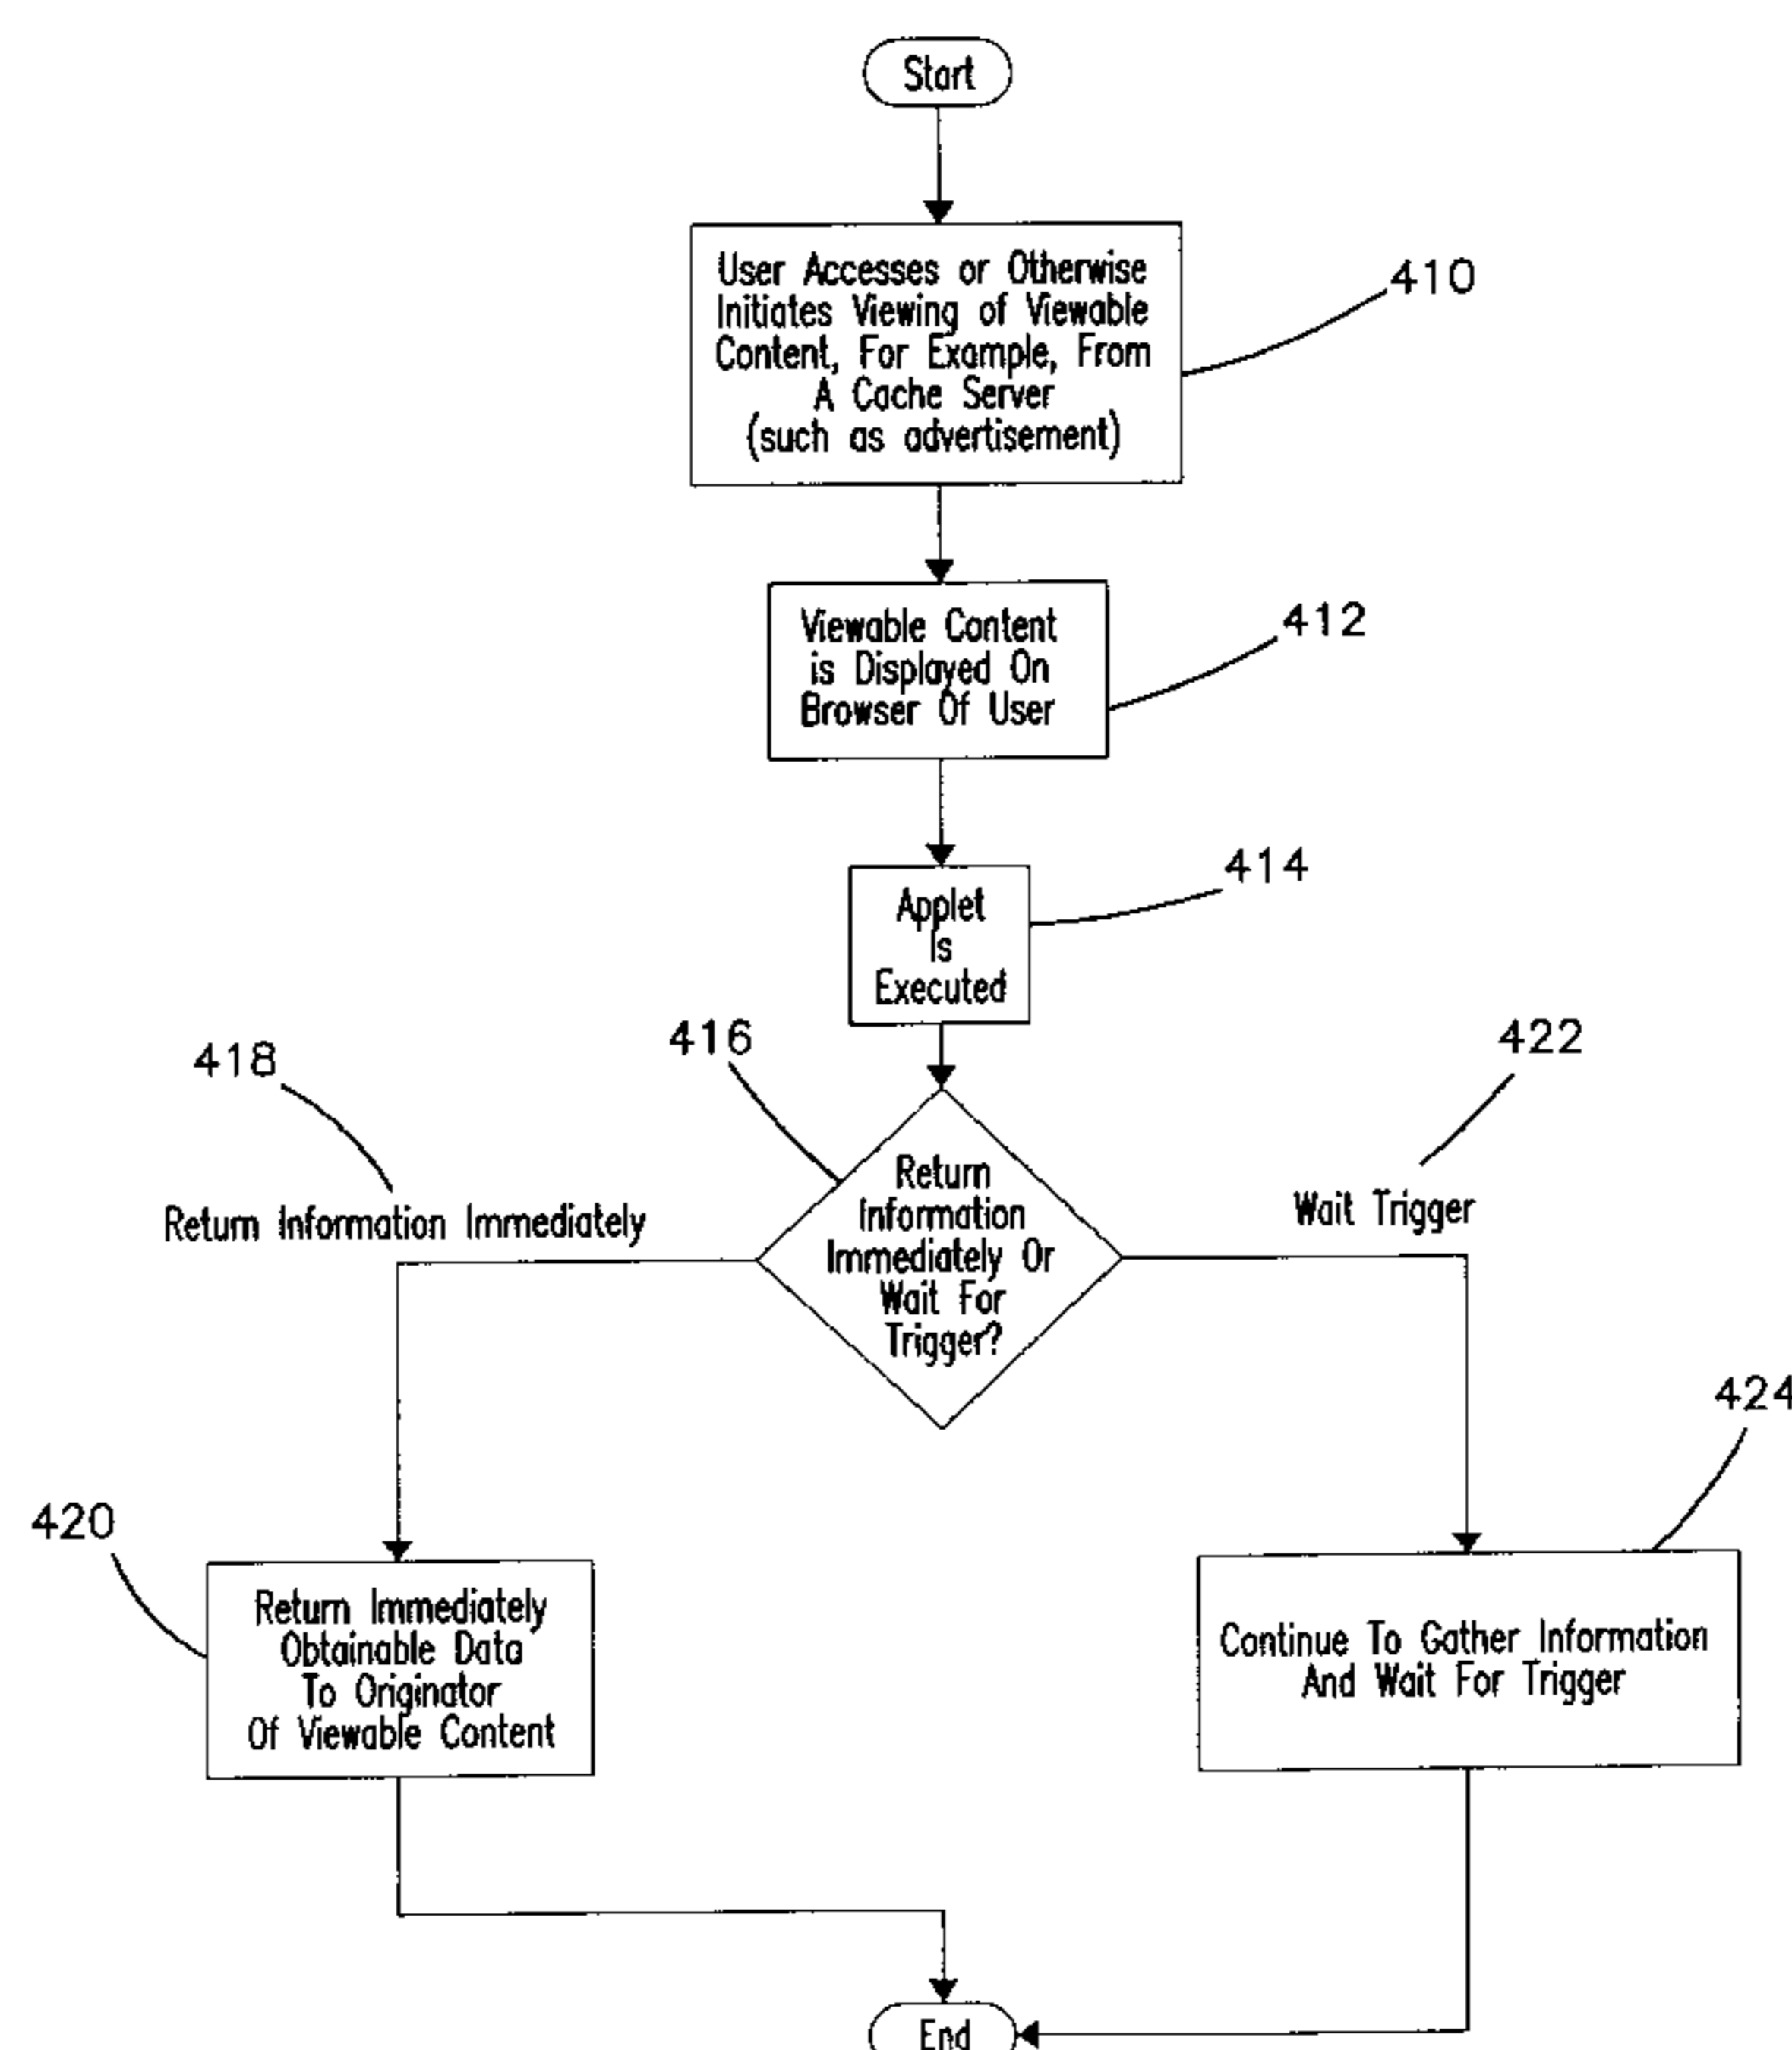 Start
User Accesses or Otherwise
Initiates Viewing of Viewable
Content, For Example, From
A Cache Server
(such as advertisement)
410
Viewable Content
is Displayed On
Browser Of User
412
Applet
Is
Executed
414
416
418
422
Return Information Immediately
Return
Information
Immediately Or
Wait For
Trigger?
Wait Trigger
424
420
Return Immediately
Obtainable Data
To Originator
Of Viewable Content
Continue To Gather Information
And Wait For Trigger
End